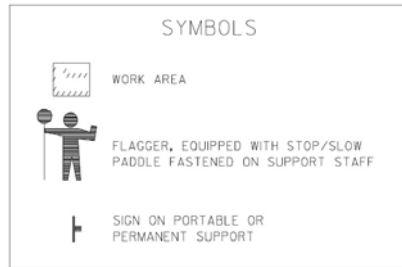 SYMBOLS
WORK AREA
FLAGGER, EQUIPPED WITH STOP/SLOW
PADDLE FASTENED ON SUPPORT STAFF
SIGN ON PORTABLE OR
PERMANENT SUPPORT